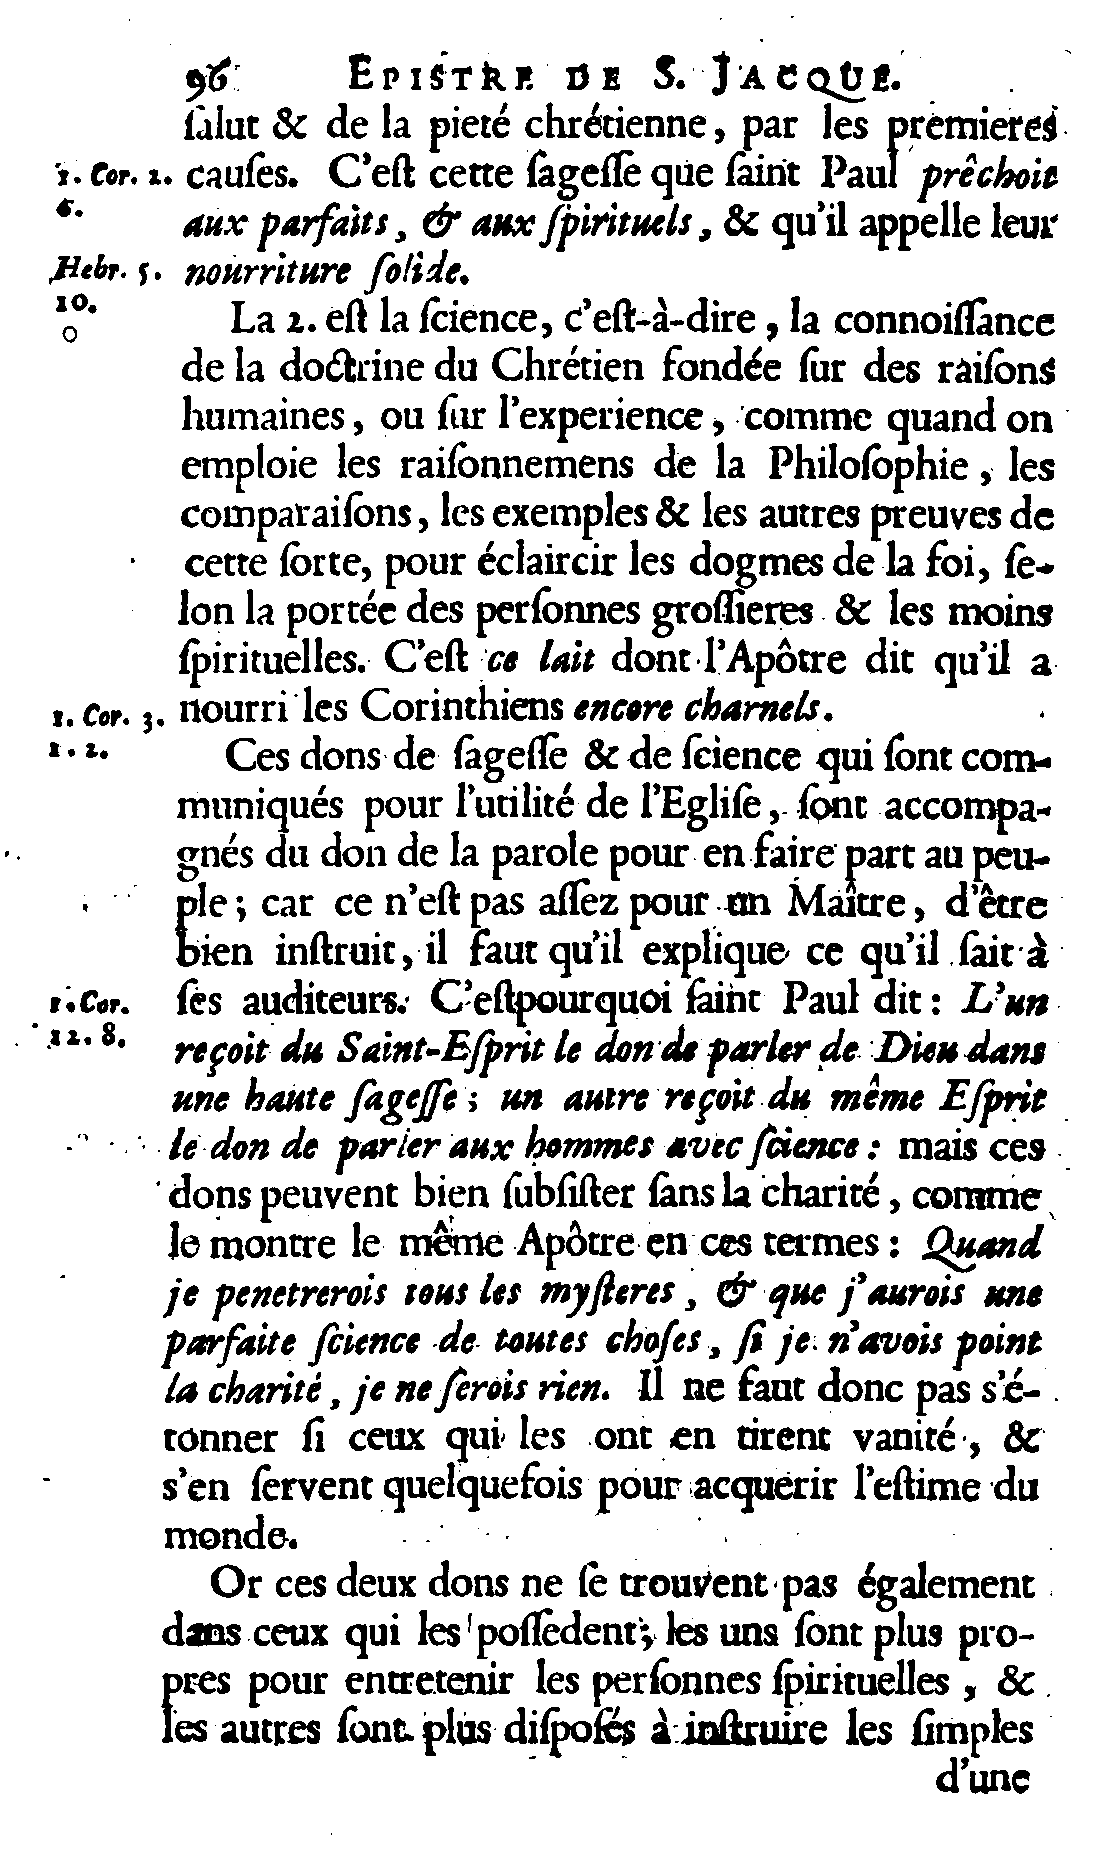 96 EPISTRE DE S. JACQUE.
ſalut & de la pieté chrétienne, par les premieres
1. Cor. 2. cauſes. C'eſt cette ſageſſe que ſaint Paul prêchoit
6. aux parfaits, & aux ſpirituels, & qu'il appelle leur
Hebr. 5. nourriture ſolide.
10.
o La 2. eſt la ſcience, c'eſt-à-dire, la connoiſſance
de la doctrine du Chrétien fondée ſur des raiſons
humaines, ou ſur l'experience, comme quand on
emploie les raiſonnemens de la Philoſophie, les
comparaiſons, les exemples & les autres preuves de
cette ſorte, pour éclaircir les dogmes de la foi, ſe-
lon la portée des perſonnes groſſieres & les moins
ſpirituelles. C'eſt ce lait dont l'Apôtre dit qu'il a
1. Cor. 3. nourri les Corinthiens encore charnels.
1. 2. Ces dons de ſageſſe & de ſcience qui ſont com-
muniqués pour l'utilité de l'Egliſe, ſont accompa-
gnés du don de la parole pour en faire part au peu-
ple; car ce n'eſt pas aſſez pour un Maître, d'être
bien inſtruit, il faut qu'il explique ce qu'il ſait à
1. Cor. ſes auditeurs. C'eſtpourquoi ſaint Paul dit: L'un
12. 8. reçoit du Saint-Eſprit le don de parler de Dieu dans
une haute ſageſſe; un autre reçoit du même Eſprit
le don de parler aux hommes avec ſcience: mais ces
dons peuvent bien ſubſiſter ſans la charité, comme
le montre le même Apôtre en ces termes: Quand
je penetrerois tous les myſteres, & que j'aurois une
parfaite ſcience de toutes choſes, ſi je n'avois point
la charité, je ne ſerois rien. Il ne faut donc pas s'é-
tonner ſi ceux qui les ont en tirent vanité, &
s'en ſervent quelquefois pour acquerir l'eſtime du
monde.
Or ces deux dons ne ſe trouvent pas également
dans ceux qui les poſſedent; les uns ſont plus pro-
pres pour entretenir les perſonnes ſpirituelles, &
les autres ſont plus diſpoſés à inſtruire les ſimples
d'une